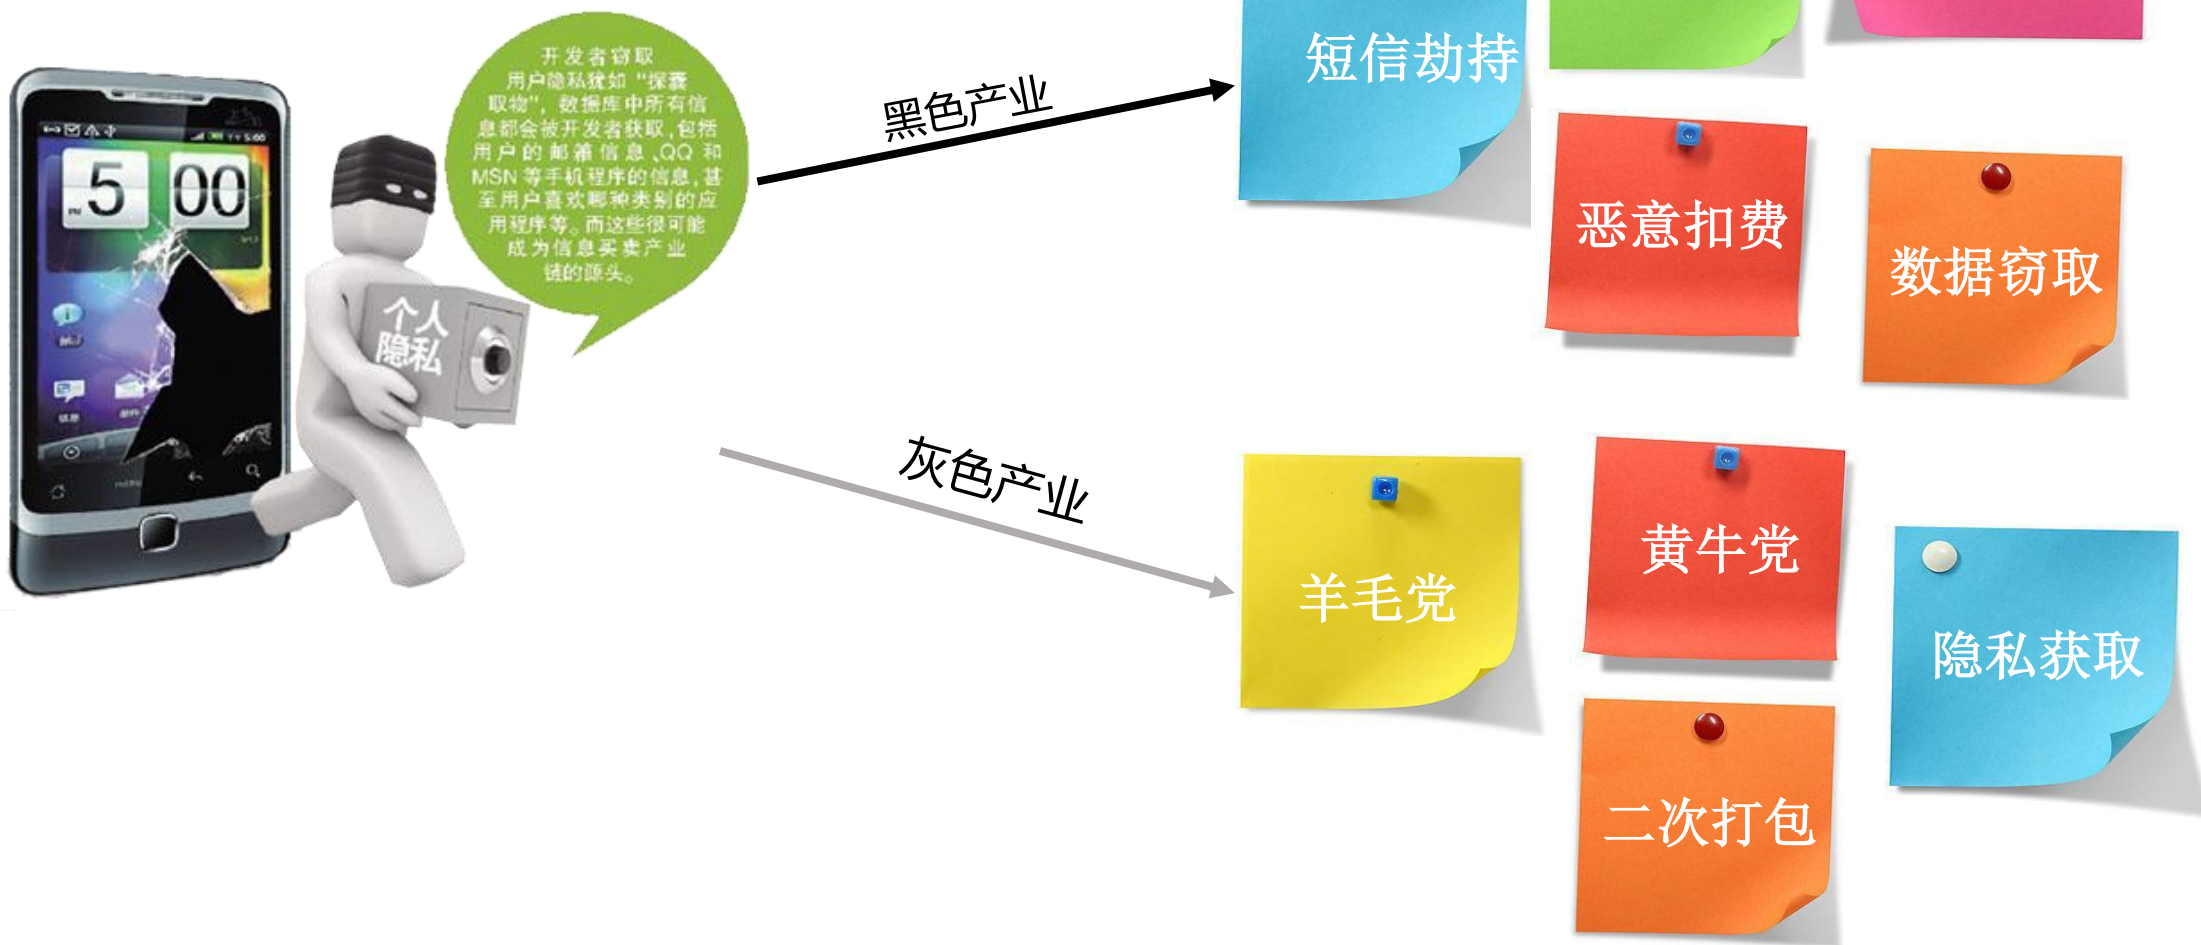 开发者窃取
用户隐私犹如“探囊
取物”，数据库中所有信
息都会被开发者获取，包括
用户的邮箱信息、QQ 和
MSN 等手机程序的信息，甚
至用户喜欢哪种类别的应
用程序等。而这些很可能
成为信息买卖产业
链的源头。
5 00
5:00
个人
隐私
黑色产业
短信劫持
恶意扣费
数据窃取
灰色产业
羊毛党
黄牛党
隐私获取
二次打包